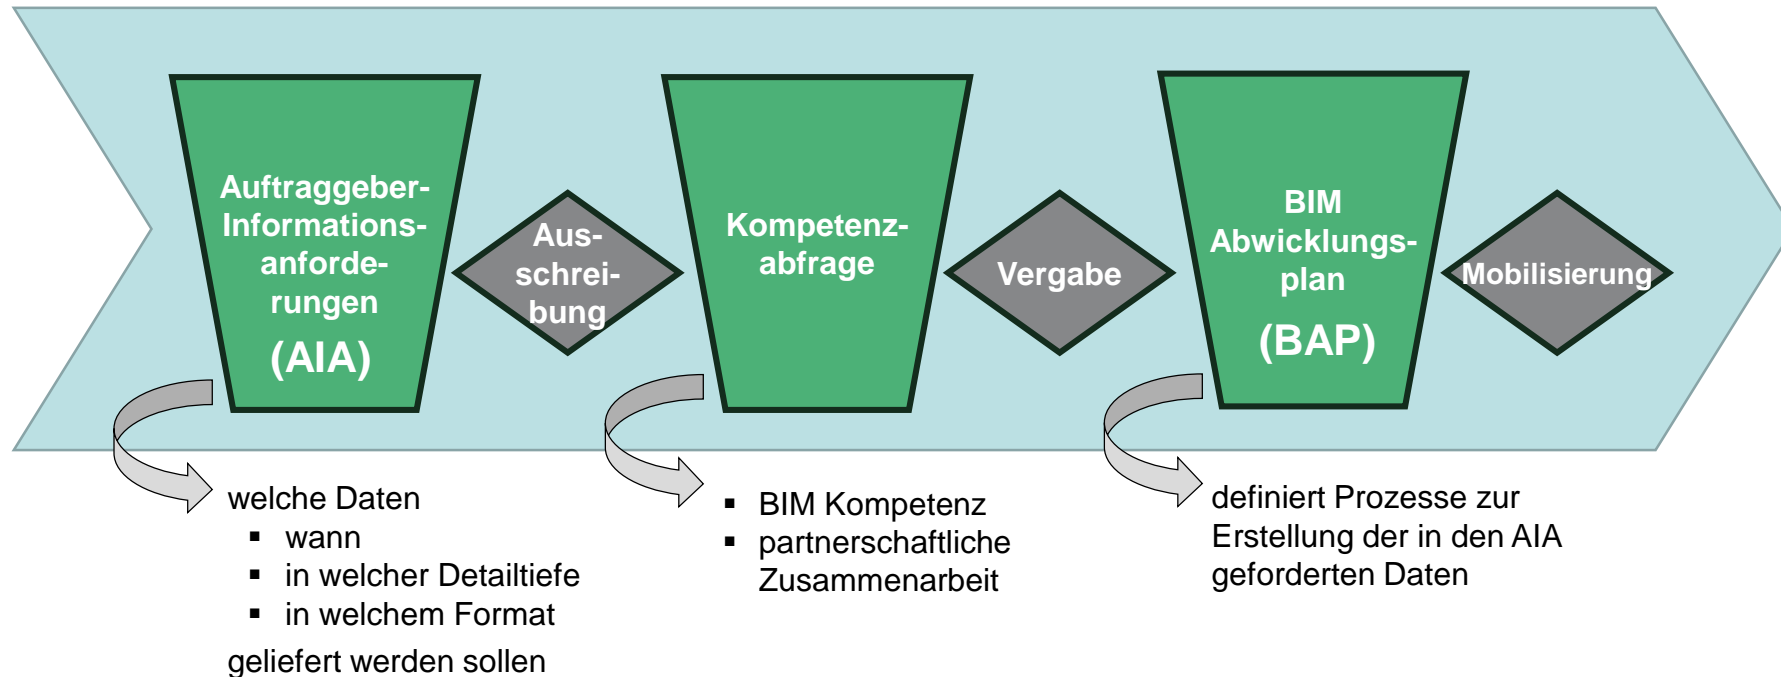 Auftraggeber-
Informations-
anforde-
rungen
(AIA)
Aus-
schrei-
bung
Kompetenz-
abfrage
Vergabe
BIM
Abwicklungs-
plan
(BAP)
Mobilisierung
welche Daten
▪ wann
▪ in welcher Detailtiefe
▪ in welchem Format
geliefert werden sollen
▪ BIM Kompetenz
▪ partnerschaftliche
Zusammenarbeit
definiert Prozesse zur
Erstellung der in den AIA
geforderten Daten